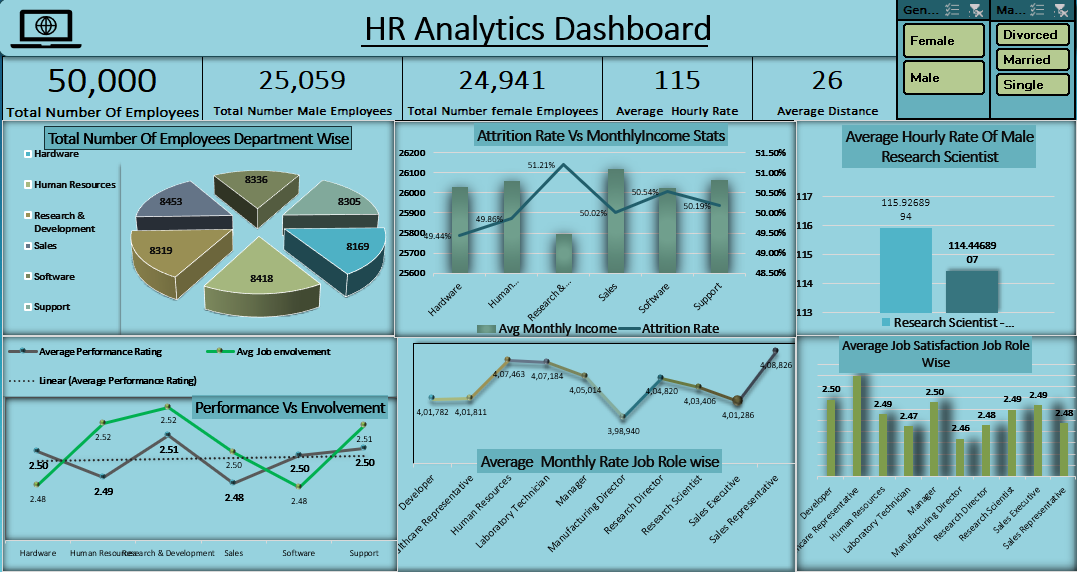 HR Analytics Dashboard
Gen...
Female
Male
Ma...
Divorced
Married
Single
50,000
Total Number Of Employees
25,059
Total Number Male Employees
24,941
Total Number female Employees
115
Average Hourly Rate
26
Average Distance
Total Number Of Employees Department Wise
Hardware
Human Resources
Research &
Development
Sales
Software
Support
8336
8305
8169
8418
8319
8453
Attrition Rate Vs MonthlyIncome Stats
26200
26100
26000
25900
25800
25700
25600
51.50%
51.00%
50.50%
50.00%
49.50%
49.00%
48.50%
49.44%
49.86%
51.21%
50.02%
50.54%
50.19%
Hardware
Human...
Research &...
Sales
Software
Support
Avg Monthly Income
Attrition Rate
Average Hourly Rate Of Male
Research Scientist
117
116
115
114
113
115.92689
94
114.44689
07
Research Scientist -...
Average Performance Rating
Avg Job envolvement
Linear (Average Performance Rating)
Performance Vs Envolvement
2.50
2.49
2.51
2.48
2.50
2.50
2.48
2.52
2.52
2.50
2.48
2.51
Hardware
Human Resources
Research & Development
Sales
Software
Support
4,01,782
4,01,811
4,07,463
4,07,184
4,05,014
3,98,940
4,04,820
4,03,406
4,01,286
4,08,826
Average Monthly Rate Job Role wise
Developer
lthcare Representative
Human Resources
Laboratory Technician
Manager
Manufacturing Director
Research Director
Research Scientist
Sales Executive
Sales Representative
Average Job Satisfaction Job Role
Wise
2.50
2.49
2.47
2.50
2.46
2.48
2.49
2.49
2.48
Developer
ncare Representative
Human Resources
Laboratory Technician
Manager
Manufacturing Director
Research Director
Research Scientist
Sales Executive
Sales Representative